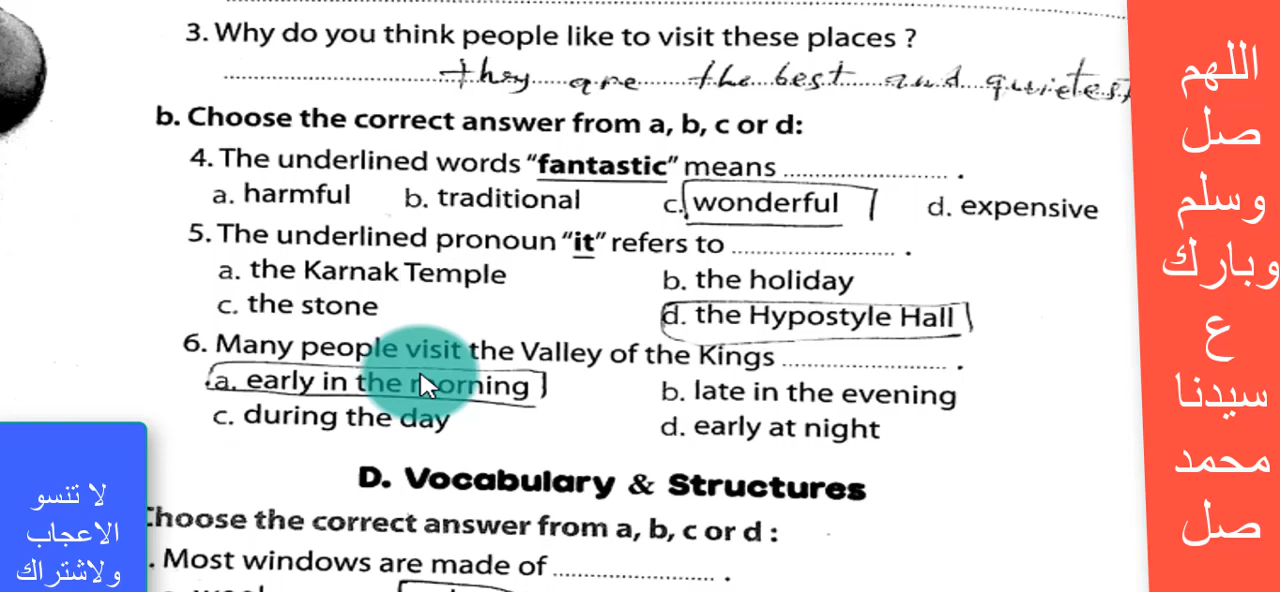 3. Why do you think people like to visit these places ?
they are the best and quietest
b. Choose the correct answer from a, b, c or d:
4. The underlined words "fantastic" means .
a. harmful b. traditional c. wonderful d. expensive
5. The underlined pronoun "it" refers to .
a. the Karnak Temple b. the holiday
c. the stone d. the Hypostyle Hall
6. Many people visit the Valley of the Kings .
a. early in the morning b. late in the evening
c. during the day d. early at night
D. Vocabulary & Structures
Choose the correct answer from a, b, c or d :
. Most windows are made of .
اللهم
صل
وسلم
وبارك
ع
سيدنا
محمد
صل
لا تنسو
الاعجاب
ولاشتراك